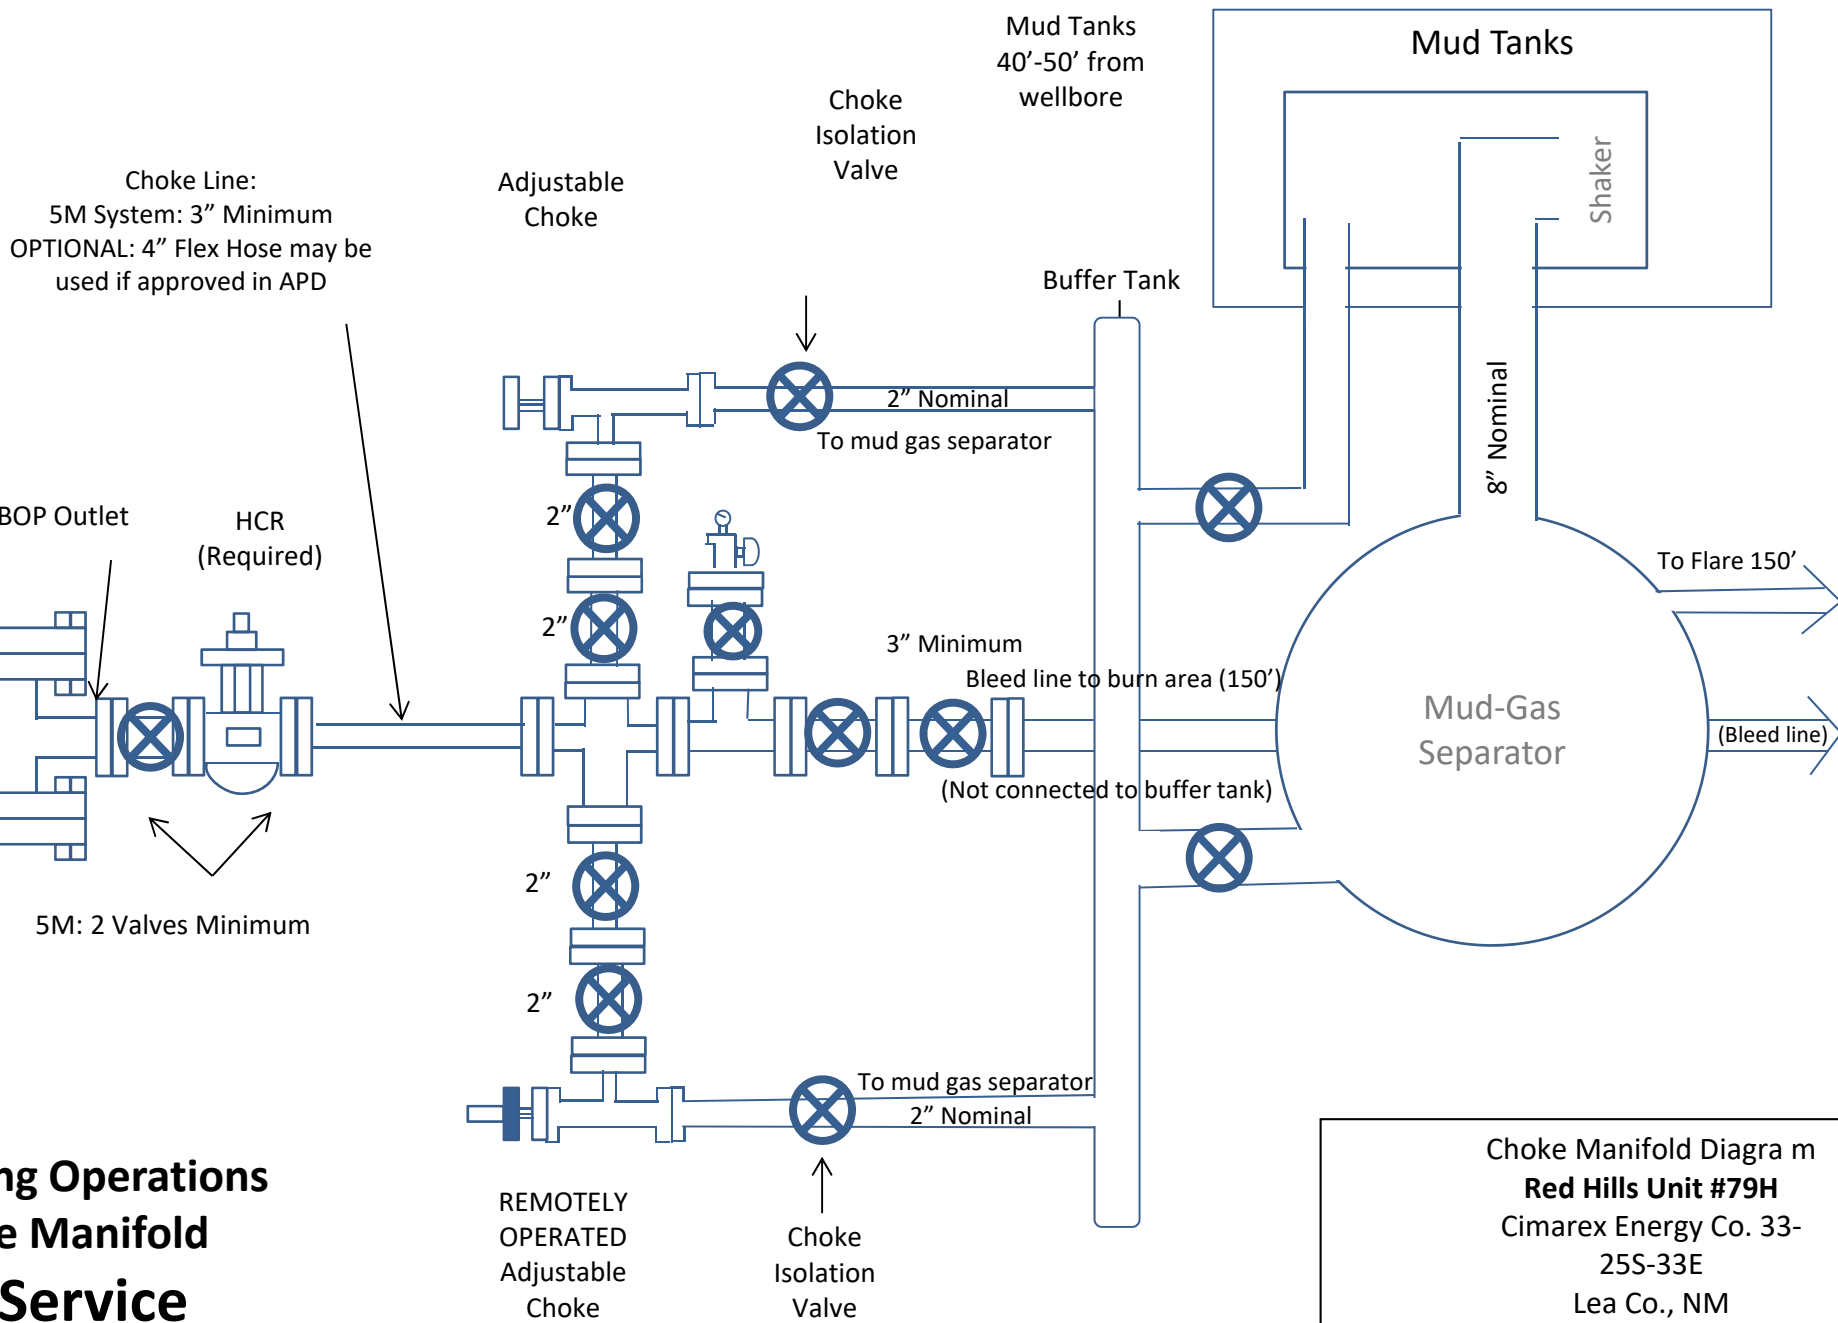 Mud Tanks
40’-50’ from
wellbore
Mud Tanks
Choke
Isolation
Valve
Shaker
Choke Line:
5M System: 3” Minimum
OPTIONAL: 4” Flex Hose may be
used if approved in APD
Adjustable
Choke
Buffer Tank
2” Nominal
To mud gas separator
8” Nominal
BOP Outlet
HCR
(Required)
2”
2”
To Flare 150’
3” Minimum
Bleed line to burn area (150’)
Mud-Gas
Separator
(Bleed line)
(Not connected to buffer tank)
2”
5M: 2 Valves Minimum
2”
To mud gas separator
2” Nominal
ng Operations
e Manifold
Service
REMOTELY
OPERATED
Adjustable
Choke
Choke
Isolation
Valve
Choke Manifold Diagra m
Red Hills Unit #79H
Cimarex Energy Co. 33-
25S-33E
Lea Co., NM